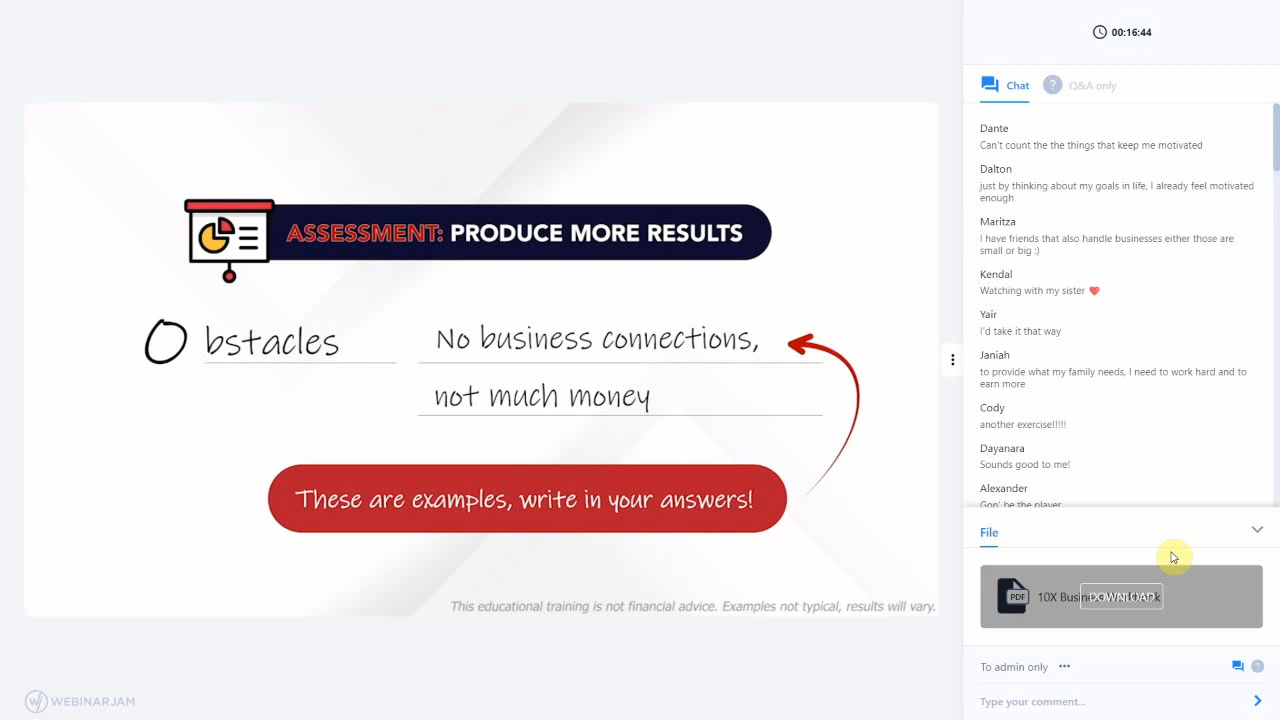 00:16:44
Chat
? Q&A only
Dante
Can't count the the things that keep me motivated
Dalton
just by thinking about my goals in life, I already feel motivated
enough
Maritza
I have friends that also handle businesses either those are
small or big :)
Kendal
Watching with my sister ❤️
Yair
I'd take it that way
Janiah
to provide what my family needs, I need to work hard and to
earn more
Cody
another exercise!!!!!
Dayanara
Sounds good to me!
Alexander
Gon' be the player
ASSESSMENT: PRODUCE MORE RESULTS
Obstacles
No business connections,
not much money
These are examples, write in your answers!
This educational training is not financial advice. Examples not typical, results will vary.
WEBINARJAM
File
PDF
10X
DOWNLOAD
To admin only
?
Type your comment...